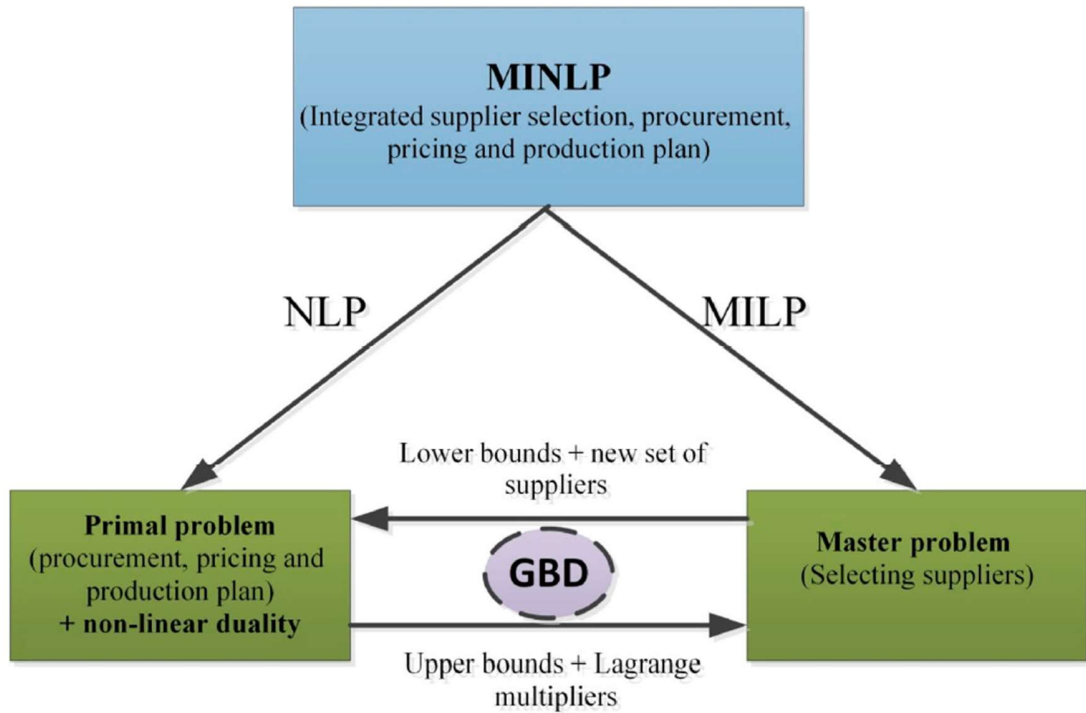 MINLP
(Integrated supplier selection, procurement,
pricing and production plan)
NLP
MILP
Lower bounds + new set of
suppliers
Primal problem
(procurement, pricing and
production plan)
+ non-linear duality
GBD
Master problem
(Selecting suppliers)
Upper bounds + Lagrange
multipliers